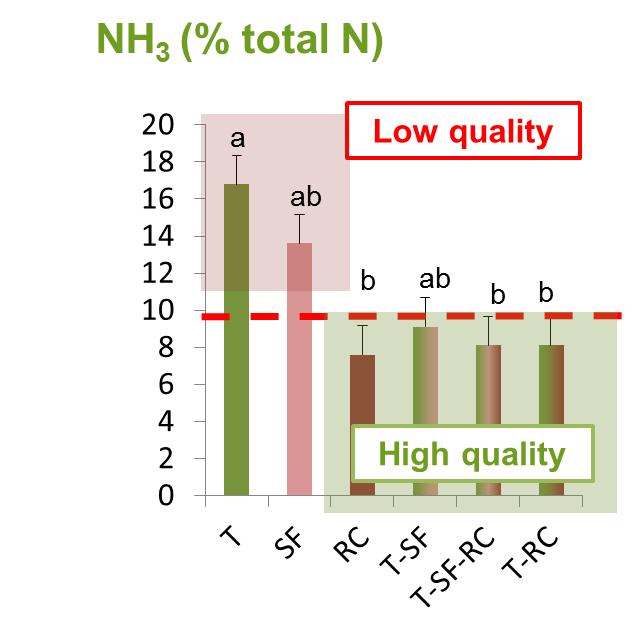 NH3 (% total N)
Low quality
20
18
16
14
12
10
8
6
4
2
0
a
ab
b
ab
b
b
High quality
T
SF
RC
T-SF
T-SF-RC
T-RC